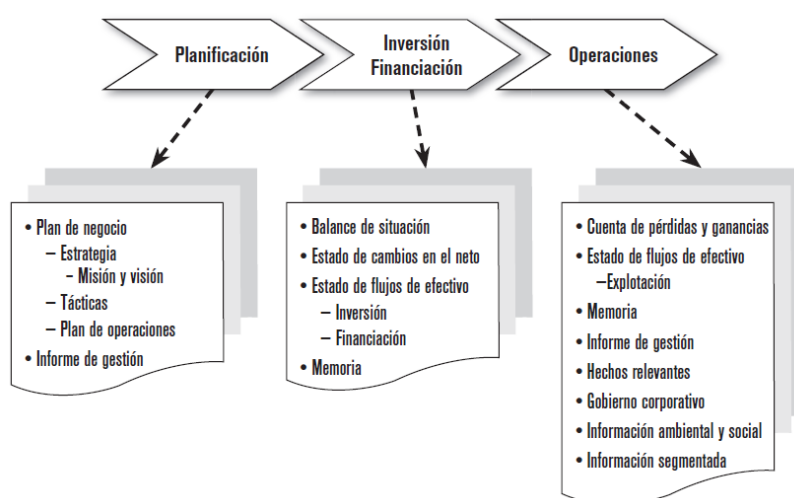 Planificación
Inversión
Financiación
Operaciones
• Plan de negocio
– Estrategia
– Misión y visión
– Tácticas
– Plan de operaciones
• Informe de gestión
• Balance de situación
• Estado de cambios en el neto
• Estado de flujos de efectivo
– Inversión
– Financiación
• Memoria
• Cuenta de pérdidas y ganancias
• Estado de flujos de efectivo
–Explotación
• Memoria
• Informe de gestión
• Hechos relevantes
• Gobierno corporativo
• Información ambiental y social
• Información segmentada